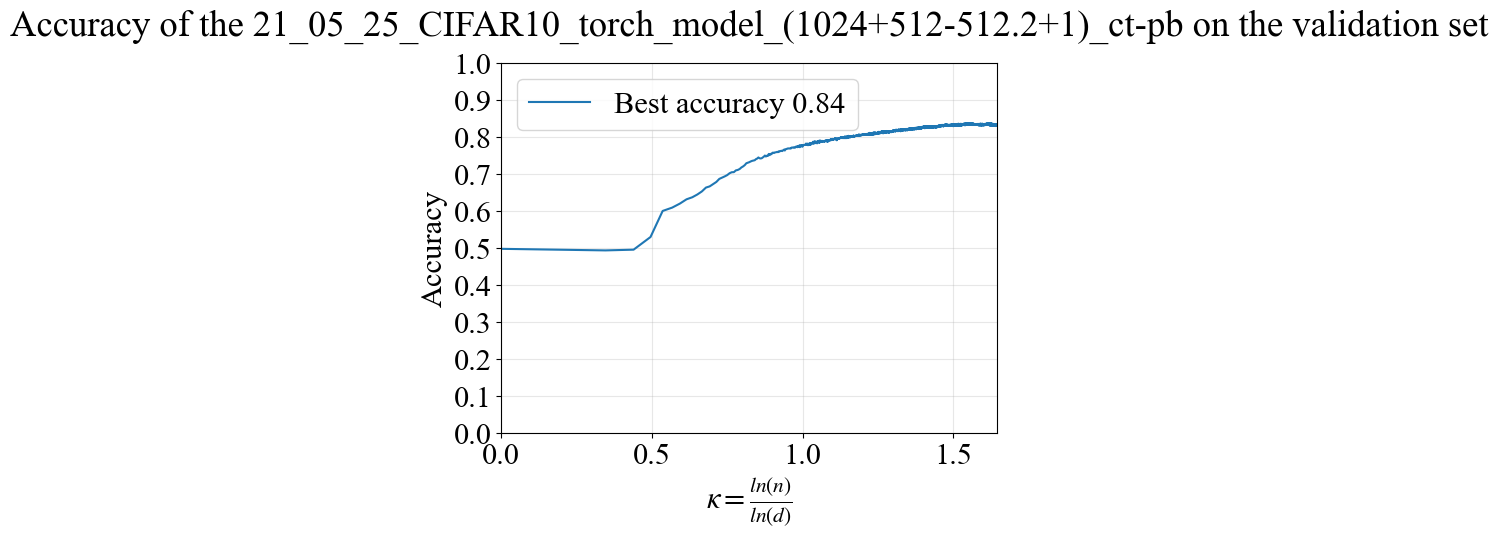 Accuracy of the 21_05_25_CIFAR10_torch_model_(1024+512-512.2+1)_ct-pb on the validation set
1.0
Best accuracy 0.84
0.9
0.8
0.7
0.6
0.5
0.4
0.3
0.2
0.1
0.0
Accuracy
0.0 0.5 1.0 1.5
κ = ln(n) / ln(d)